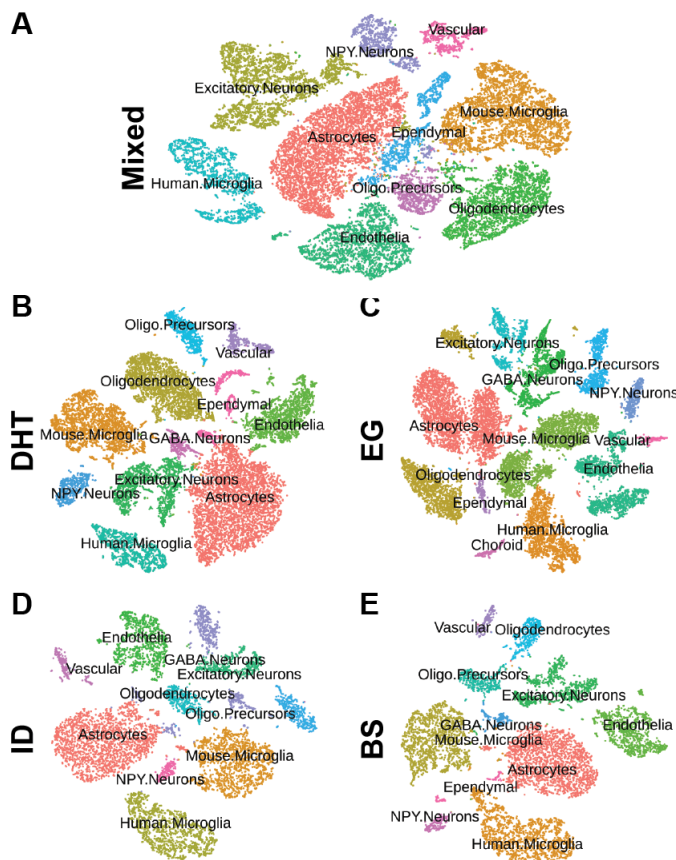 A
Mixed
NPY.Neurons
Vascular
Excitatory.Neurons
Mouse.Microglia
Astrocytes
Ependymal
Human.Microglia
Oligo.Precursors
Oligodendrocytes
Endothelia
B
DHT
Oligo.Precursors
Vascular
Oligodendrocytes
Ependymal
Endothelia
Mouse.Microglia
GABA.Neurons
Excitatory.Neurons
NPY.Neurons
Astrocytes
Human.Microglia
C
EG
Excitatory.Neurons
Oligo.Precursors
GABA.Neurons
NPY.Neurons
Astrocytes
Mouse.Microglia
Vascular
Oligodendrocytes
Endothelia
Ependymal
Human.Microglia
Choroid
D
ID
Endothelia
GABA.Neurons
Vascular
Excitatory.Neurons
Oligodendrocytes
Oligo.Precursors
Astrocytes
Mouse.Microglia
NPY.Neurons
Human.Microglia
E
BS
Vascular
Oligodendrocytes
Oligo.Precursors
Excitatory.Neurons
GABA.Neurons
Endothelia
Mouse.Microglia
Astrocytes
Ependymal
NPY.Neurons
Human.Microglia